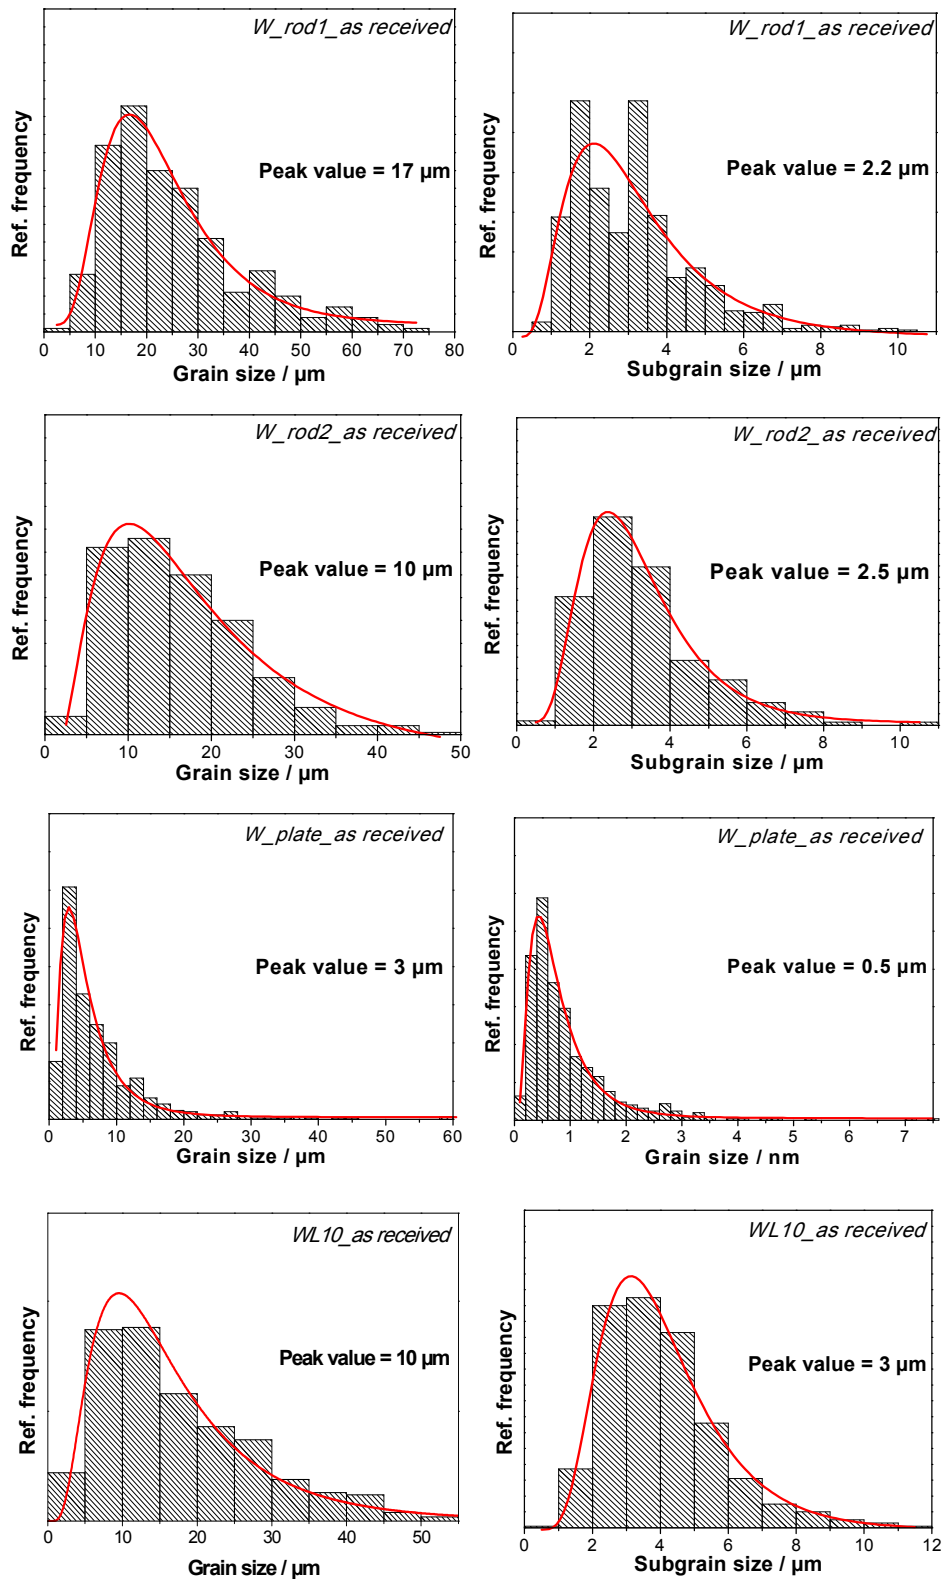 W_rod1_as received
Ref. frequency
Peak value = 17 µm
0 10 20 30 40 50 60 70 80
Grain size / µm
W_rod1_as received
Ref. frequency
Peak value = 2.2 µm
0 2 4 6 8 10
Subgrain size / µm
W_rod2_as received
Ref. frequency
Peak value = 10 µm
0 10 20 30 40 50
Grain size / µm
W_rod2_as received
Ref. frequency
Peak value = 2.5 µm
0 2 4 6 8 10
Subgrain size / µm
W_plate_as received
Ref. frequency
Peak value = 3 µm
0 10 20 30 40 50 60
Grain size / µm
W_plate_as received
Ref. frequency
Peak value = 0.5 µm
0 1 2 3 4 5 6 7
Grain size / nm
WL10_as received
Ref. frequency
Peak value = 10 µm
0 10 20 30 40 50
Grain size / µm
WL10_as received
Ref. frequency
Peak value = 3 µm
0 2 4 6 8 10 12
Subgrain size / µm